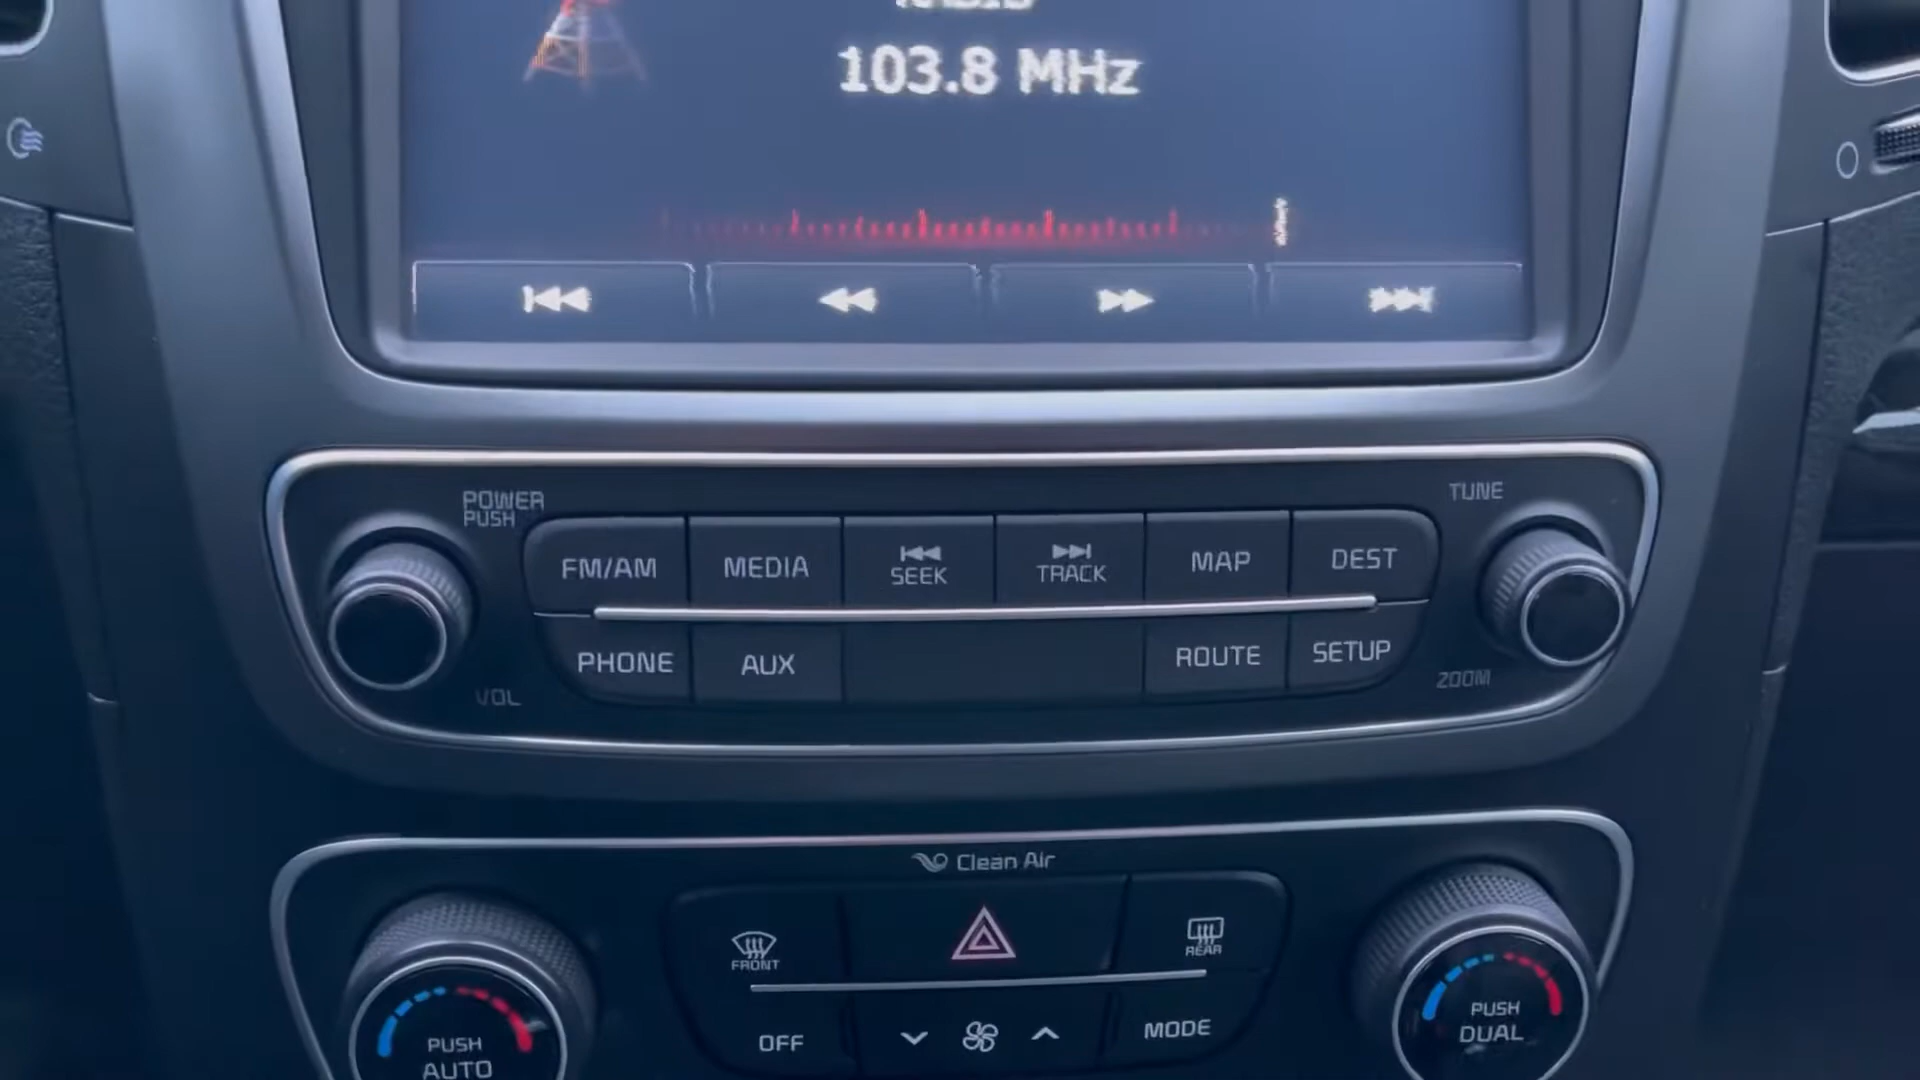 103.8 MHz
POWER
PUSH
TUNE
FM/AM
MEDIA
SEEK
TRACK
MAP
DEST
PHONE
AUX
ROUTE
SETUP
VOL
ZOOM
Clean Air
FRONT
REAR
OFF
MODE
PUSH
AUTO
PUSH
DUAL